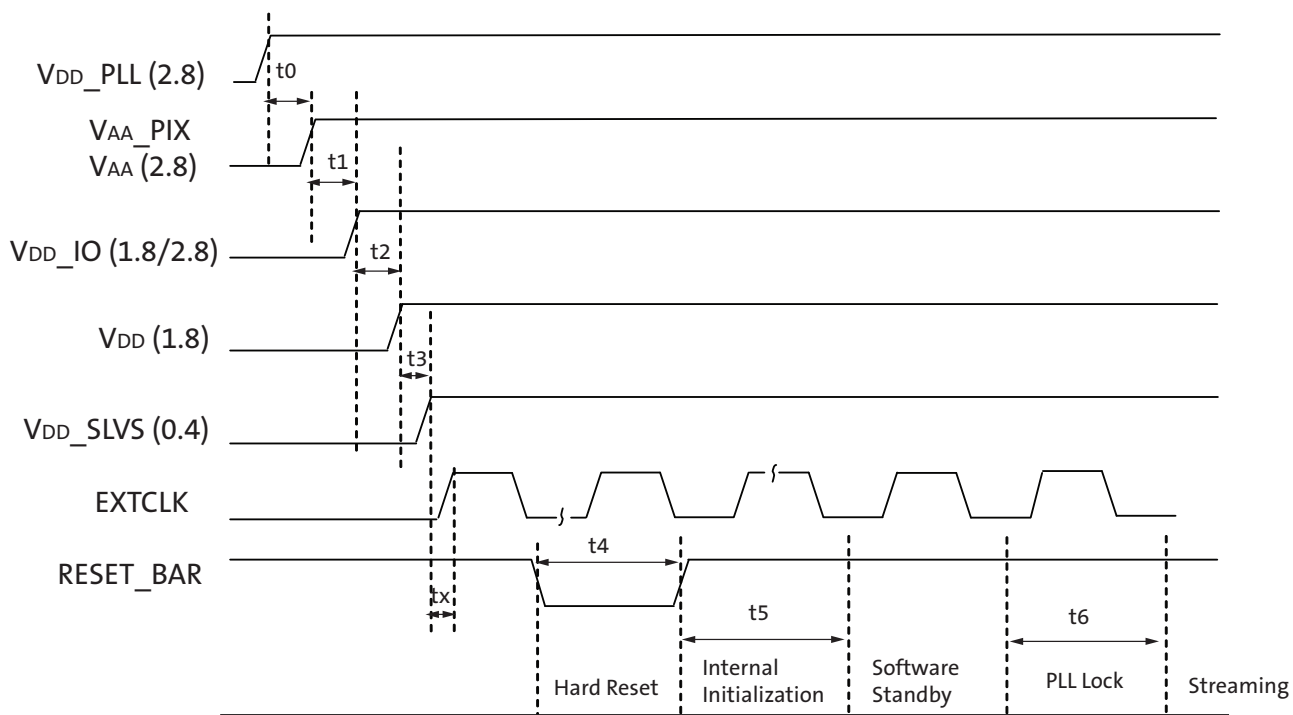 VDD_PLL (2.8)
t0
VAA_PIX
VAA (2.8)
t1
VDD_IO (1.8/2.8)
t2
VDD (1.8)
t3
VDD_SLVS (0.4)
EXTCLK
RESET_BAR
t4
tx
t5
t6
Hard Reset
Internal
Initialization
Software
Standby
PLL Lock
Streaming